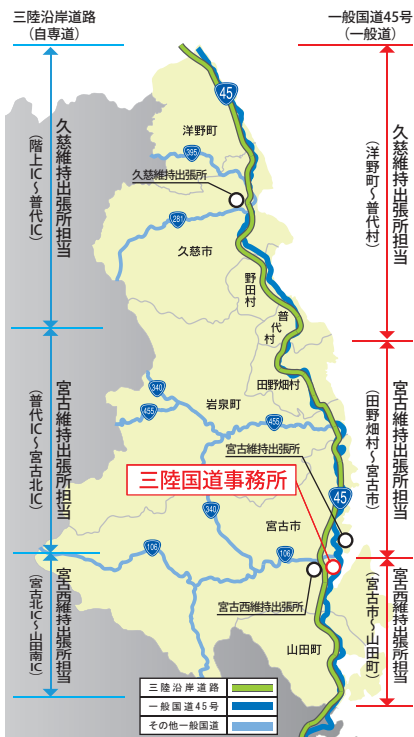 三陸沿岸道路
（自専道）
一般国道45号
（一般道）
久慈維持出張所担当
（階上IC～普代IC）
宮古維持出張所担当
（普代IC～宮古北IC）
宮古西維持出張所担当
（宮古北IC～山田南IC）
45
洋野町
395
久慈維持出張所
281
久慈市
野田村
普代村
田野畑村
340
岩泉町
455
455
宮古維持出張所
三陸国道事務所
45
340
宮古市
106
106
宮古西維持出張所
山田町
久慈維持出張所担当
（洋野町～普代村）
宮古維持出張所担当
（田野畑村～宮古市）
宮古西維持出張所担当
（宮古市～山田町）
三陸沿岸道路
一般国道45号
その他一般国道